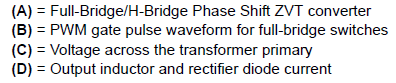 (A) = Full-Bridge/H-Bridge Phase Shift ZVT converter
(B) = PWM gate pulse waveform for full-bridge switches
(C) = Voltage across the transformer primary
(D) = Output inductor and rectifier diode current